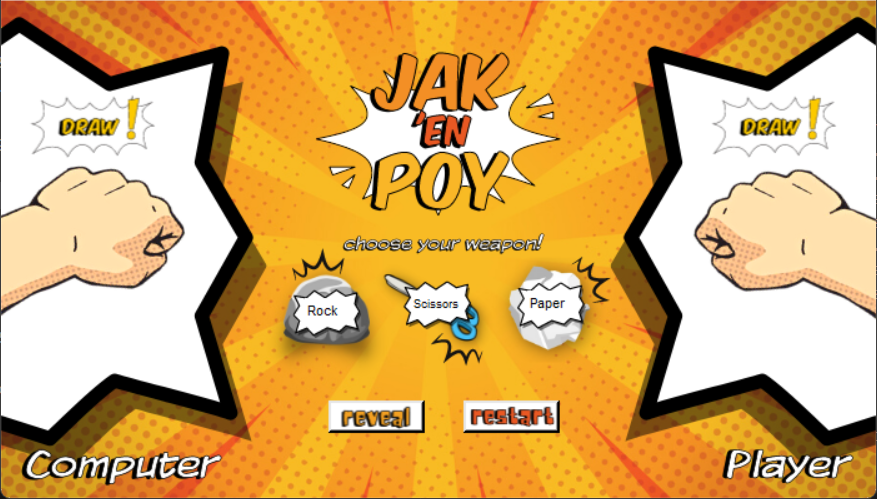 DRAW!
JAK
'EN
POY
DRAW!
choose your weapon!
Rock
Scissors
Paper
reveal
restart
Computer
Player